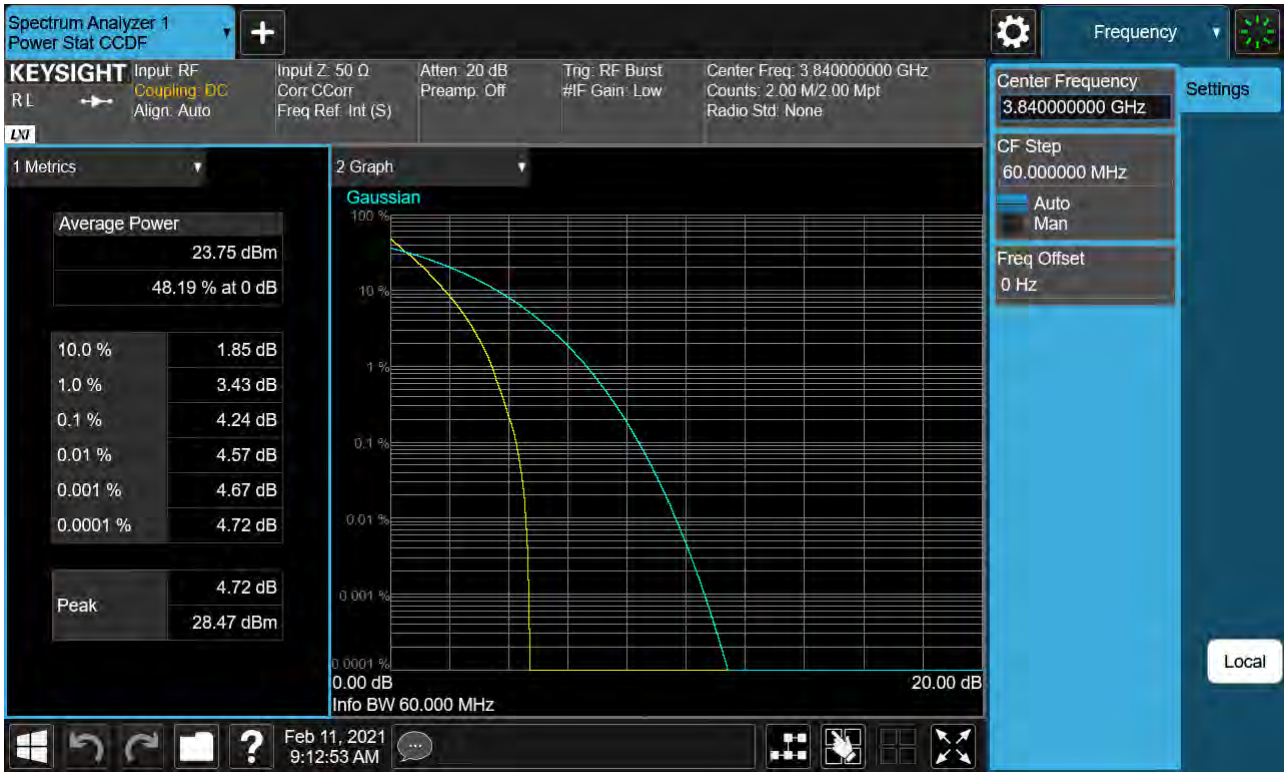 Spectrum Analyzer 1
Power Stat CCDF
+
Frequency
KEYSIGHT
R L
LXI
Input: RF
Coupling: DC
Align: Auto
Input Z: 50 Ω
Corr CCorr
Freq Ref: Int (S)
Atten: 20 dB
Preamp: Off
Trig: RF Burst
#IF Gain: Low
Center Freq: 3.840000000 GHz
Counts: 2.00 M/2.00 Mpt
Radio Std: None
Center Frequency
3.840000000 GHz
Settings
CF Step
60.000000 MHz
Auto
Man
Freq Offset
0 Hz
1 Metrics
Average Power
23.75 dBm
48.19 % at 0 dB
10.0 % 1.85 dB
1.0 % 3.43 dB
0.1 % 4.24 dB
0.01 % 4.57 dB
0.001 % 4.67 dB
0.0001 % 4.72 dB
Peak
4.72 dB
28.47 dBm
2 Graph
Gaussian
100 %
10 %
1 %
0.1 %
0.01 %
0.001 %
0.0001 %
0.00 dB 20.00 dB
Info BW 60.000 MHz
Local
?
Feb 11, 2021
9:12:53 AM